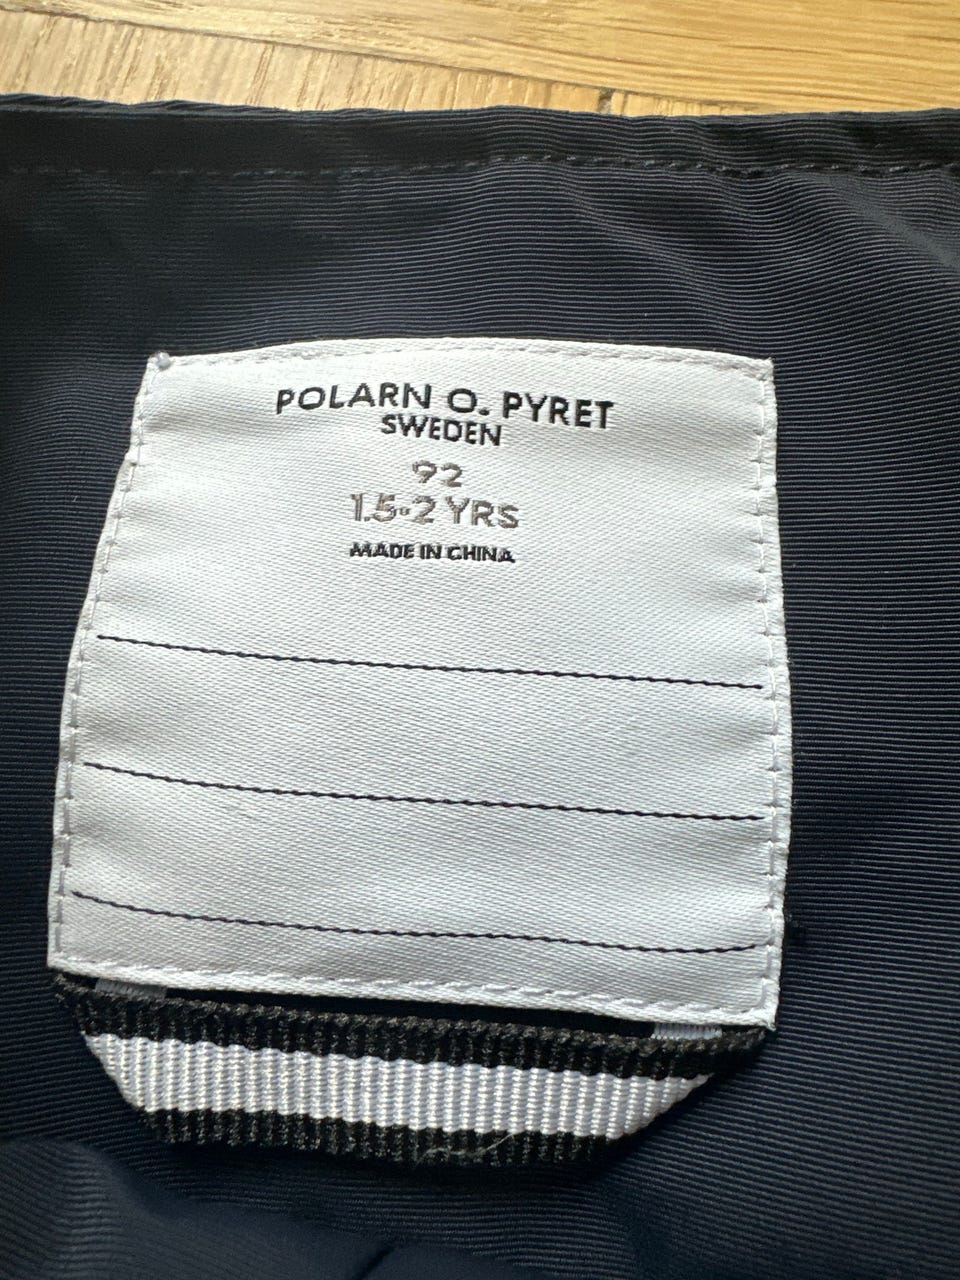 POLARN O. PYRET
SWEDEN
92
1.5-2 YRS
MADE IN CHINA